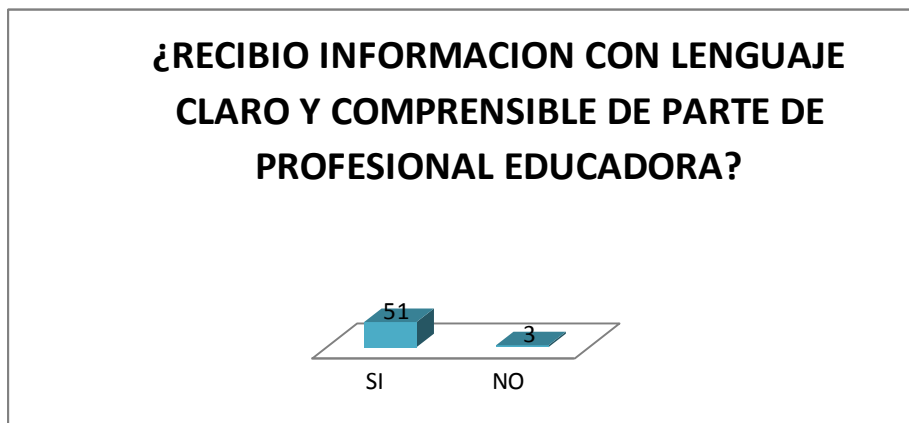 ¿RECIBIO INFORMACION CON LENGUAJE
CLARO Y COMPRENSIBLE DE PARTE DE
PROFESIONAL EDUCADORA?
51
3
SI
NO